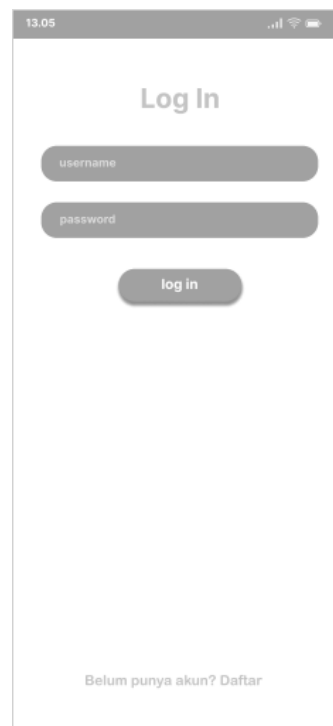 13.05
Log In
username
password
log in
Belum punya akun? Daftar